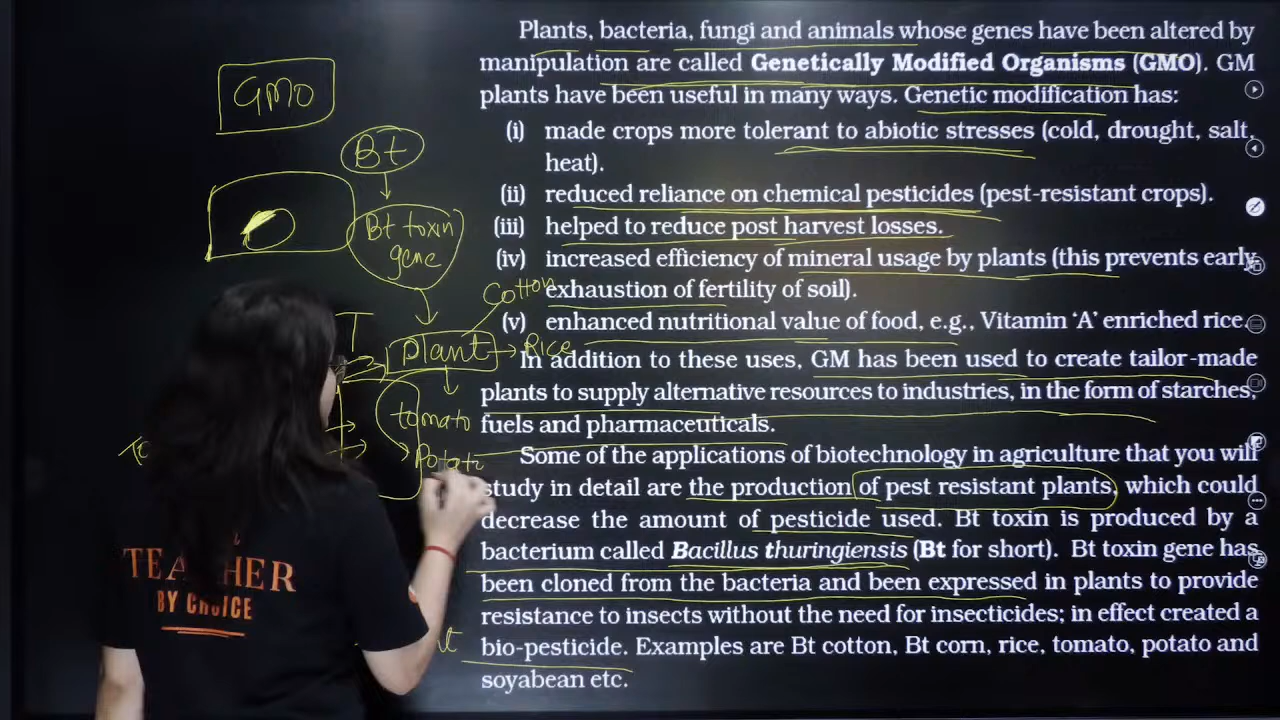 Plants, bacteria, fungi and animals whose genes have been altered by
manipulation are called Genetically Modified Organisms (GMO). GM
plants have been useful in many ways. Genetic modification has:
(i) made crops more tolerant to abiotic stresses (cold, drought, salt,
heat).
(ii) reduced reliance on chemical pesticides (pest-resistant crops).
(iii) helped to reduce post harvest losses.
(iv) increased efficiency of mineral usage by plants (this prevents early
exhaustion of fertility of soil).
(v) enhanced nutritional value of food, e.g., Vitamin ‘A’ enriched rice.
In addition to these uses, GM has been used to create tailor-made
plants to supply alternative resources to industries, in the form of starches,
fuels and pharmaceuticals.
Some of the applications of biotechnology in agriculture that you will
study in detail are the production of pest resistant plants, which could
decrease the amount of pesticide used. Bt toxin is produced by a
bacterium called Bacillus thuringiensis (Bt for short). Bt toxin gene has
been cloned from the bacteria and been expressed in plants to provide
resistance to insects without the need for insecticides; in effect created a
bio-pesticide. Examples are Bt cotton, Bt corn, rice, tomato, potato and
soyabean etc.
GMO
Bt
Bt toxin
gene
Cotton
Plant
Rice
tomato
Potato
TEACHER
BY CHOICE